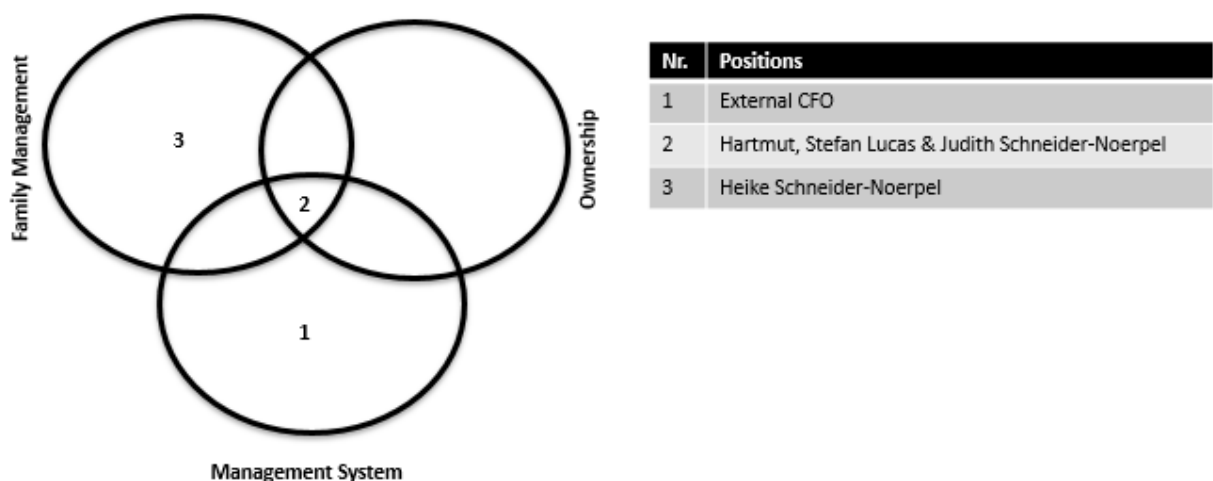 Family Management
3
2
1
Ownership
Management System
Nr. Positions
1 External CFO
2 Hartmut, Stefan Lucas & Judith Schneider-Noerpel
3 Heike Schneider-Noerpel